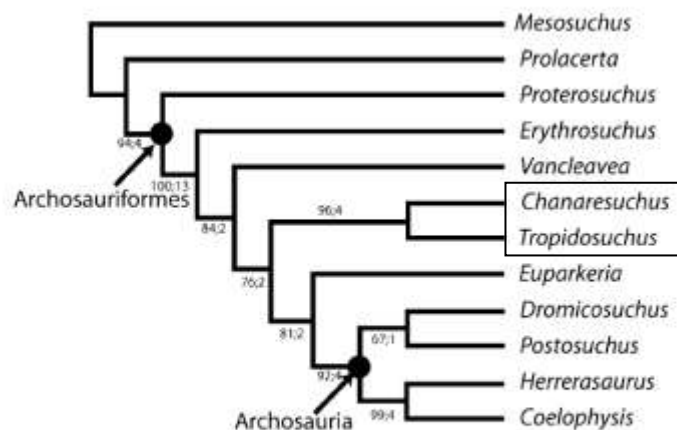 Mesosuchus
Prolacerta
Proterosuchus
94;4
Erythrosuchus
100;13
Vancleavea
Archosauriformes
96;4
Chanaresuchus
84;2
Tropidosuchus
76;2
Euparkeria
Dromicosuchus
81;2
67;1
Postosuchus
92;4
Herrerasaurus
Archosauria
99;4
Coelophysis